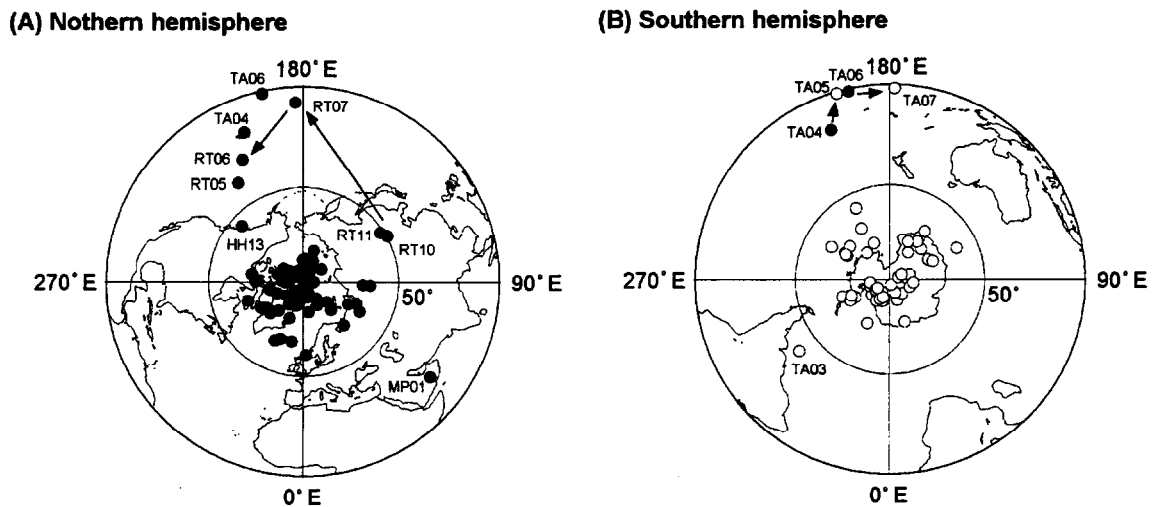 (A) Nothern hemisphere
180° E
TA06
RT07
TA04
RT06
RT05
HH13
RT11
RT10
270° E
50°
90° E
MP01
0° E
(B) Southern hemisphere
180° E
TA05
TA06
TA07
TA04
50°
90° E
TA03
0° E